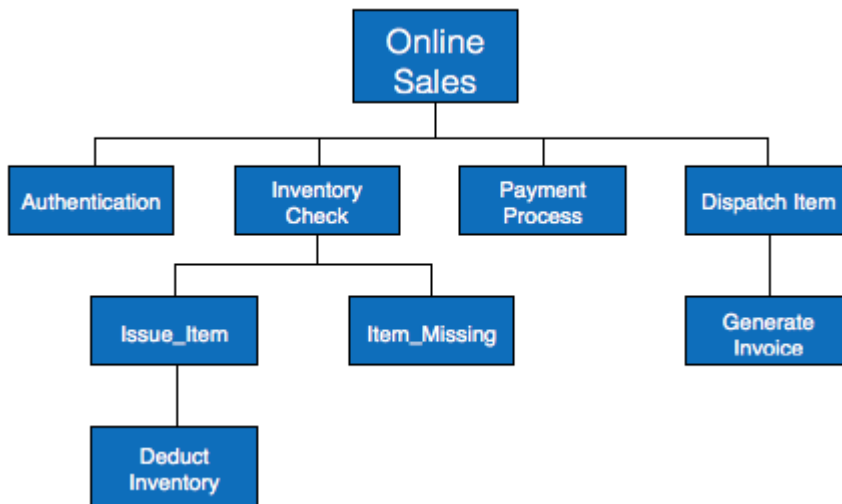 Online
Sales
Authentication
Inventory
Check
Payment
Process
Dispatch Item
Issue_Item
Item_Missing
Generate
Invoice
Deduct
Inventory